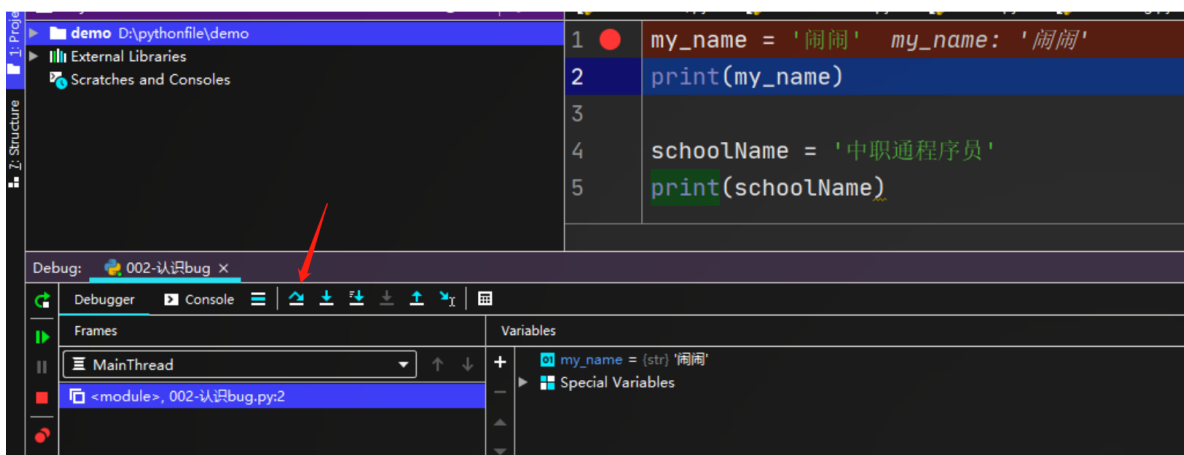 1: Proje
demo D:\pythonfile\demo
External Libraries
Scratches and Consoles
7: Structure
1 my_name = '闹闹' my_name: '闹闹'
2 print(my_name)
3
4 schoolName = '中职通程序员'
5 print(schoolName)
Debug: 002-认识bug ×
Debugger Console
Frames
Variables
MainThread
my_name = {str} '闹闹'
<module>, 002-认识bug.py:2
Special Variables